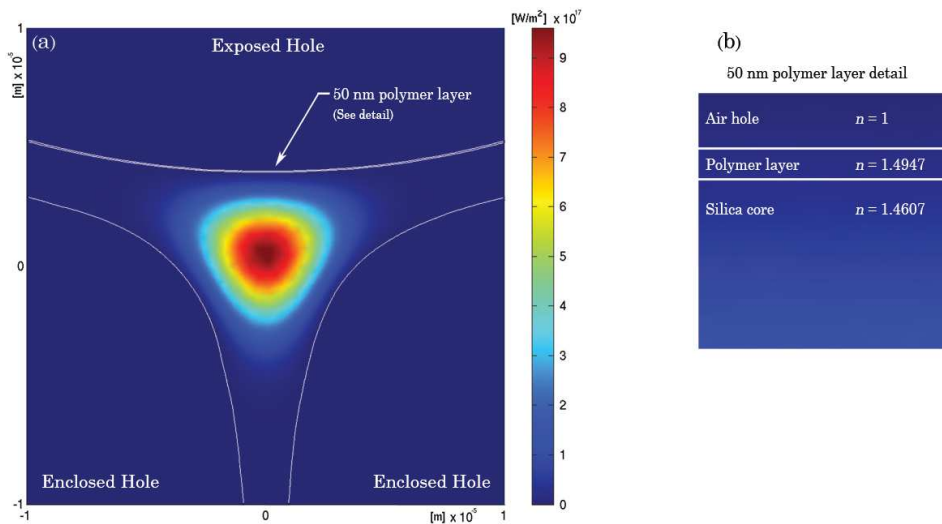 [W/m²] x 10¹⁷
(a)
Exposed Hole
50 nm polymer layer
(See detail)
Enclosed Hole
Enclosed Hole
1
0
-1
[m] x 10⁻⁵
-1
0
[m] x 10⁻⁵
1
9
8
7
6
5
4
3
2
1
0
(b)
50 nm polymer layer detail
Air hole n = 1
Polymer layer n = 1.4947
Silica core n = 1.4607